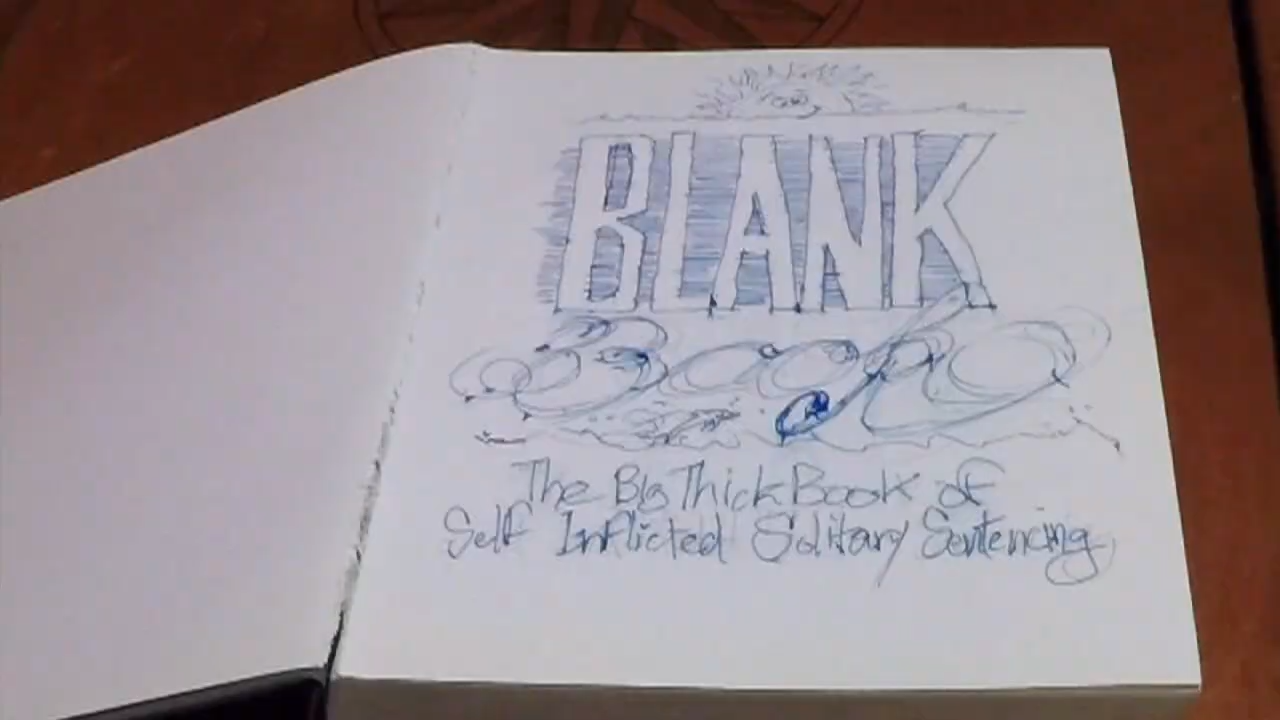 BLANK
Book
The Big Thick Book of
Self Inflicted Solitary Sentencing